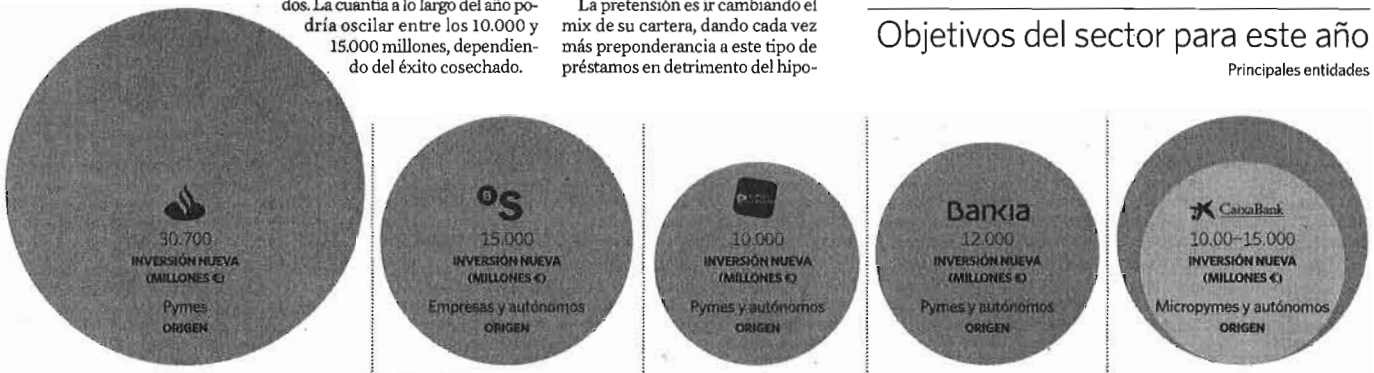 dos. La cuantía a lo largo del año po-
dría oscilar entre los 10.000 y
15.000 millones, dependien-
do del éxito cosechado.
La pretensión es ir cambiando el
mix de su cartera, dando cada vez
más preponderancia a este tipo de
préstamos en detrimento del hipo-
Objetivos del sector para este año
Principales entidades
30.700
INVERSIÓN NUEVA
(MILLONES €)
Pymes
ORIGEN
BS
15.000
INVERSIÓN NUEVA
(MILLONES €)
Empresas y autónomos
ORIGEN
10.000
INVERSIÓN NUEVA
(MILLONES €)
Pymes y autónomos
ORIGEN
Bankia
12.000
INVERSIÓN NUEVA
(MILLONES €)
Pymes y autónomos
ORIGEN
CaixaBank
10.00-15.000
INVERSIÓN NUEVA
(MILLONES €)
Micropymes y autónomos
ORIGEN